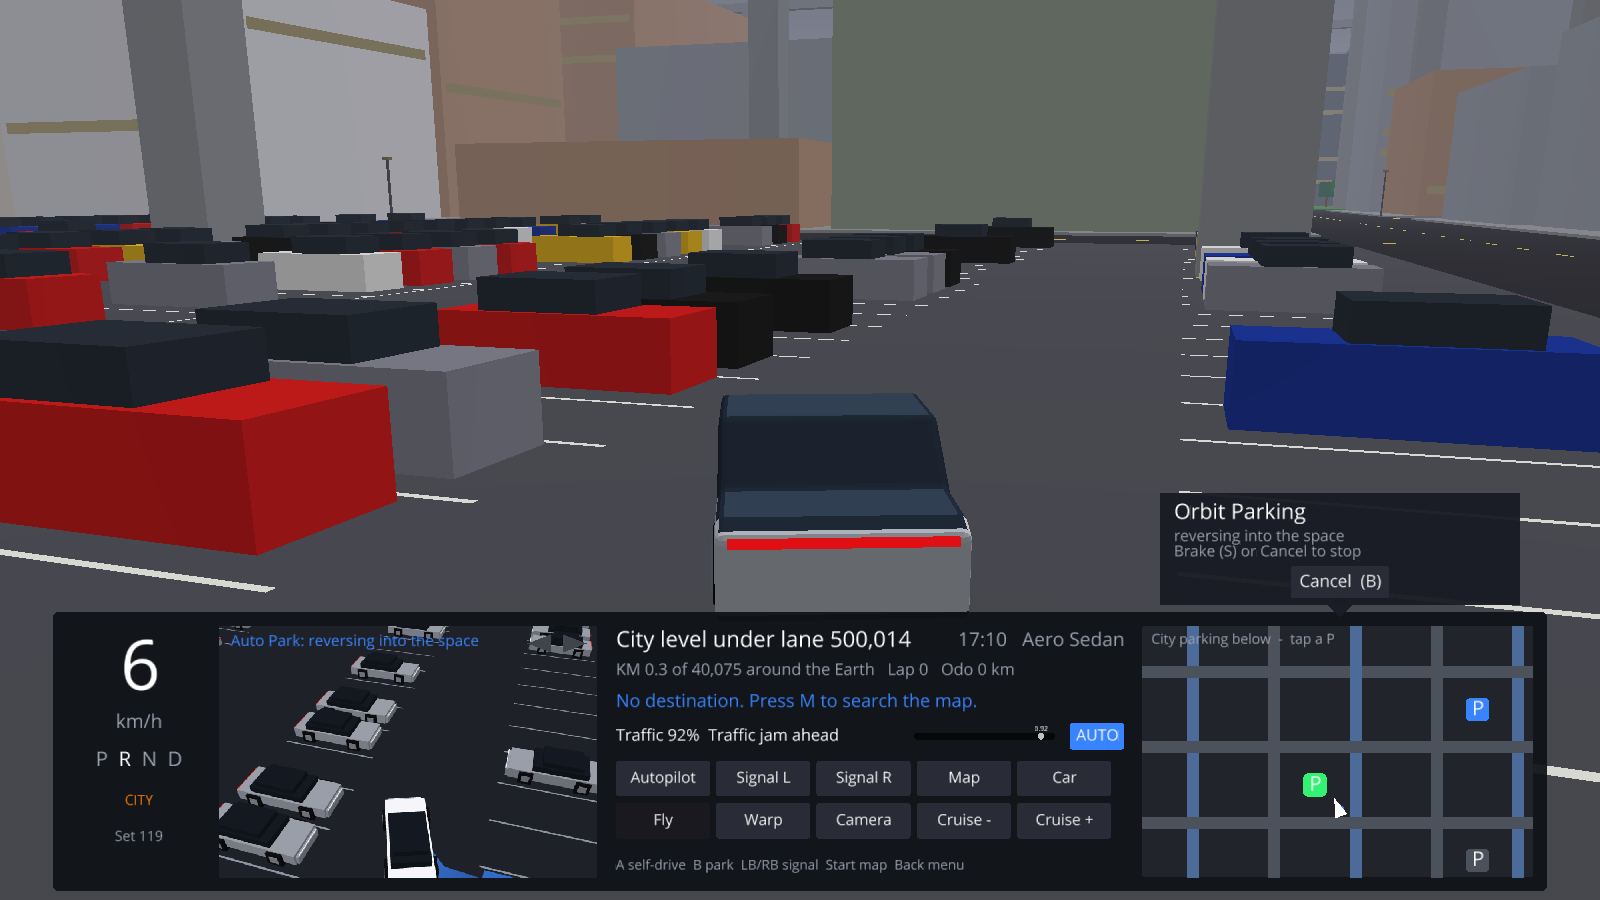 Orbit Parking
reversing into the space
Brake (S) or Cancel to stop
Cancel (B)
6
km/h
P R N D
CITY
Set 119
Auto Park: reversing into the space
City level under lane 500,014
17:10 Aero Sedan
KM 0.3 of 40,075 around the Earth Lap 0 Odo 0 km
No destination. Press M to search the map.
Traffic 92% Traffic jam ahead
0.92
AUTO
Autopilot Signal L Signal R Map Car
Fly Warp Camera Cruise - Cruise +
A self-drive B park LB/RB signal Start map Back menu
City parking below - tap a P
P
P
P